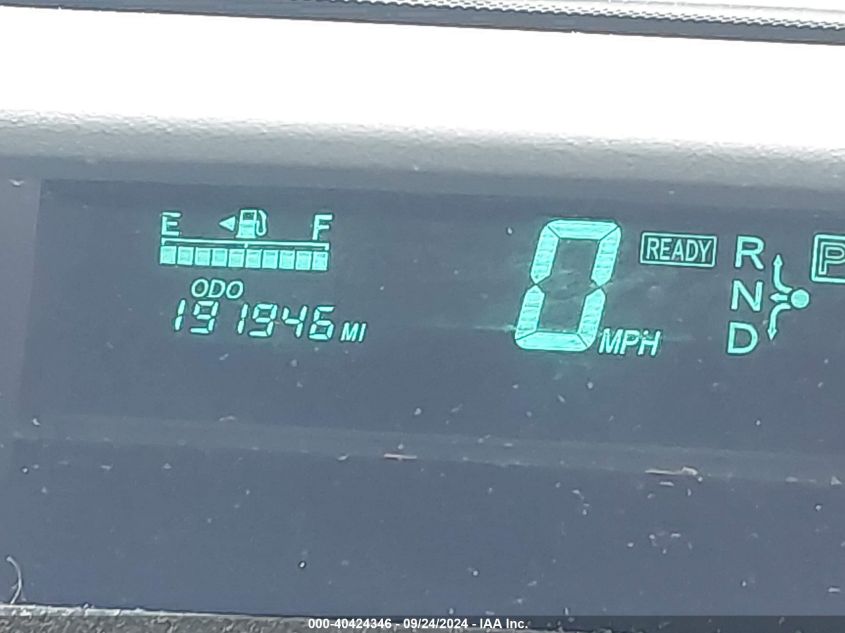 E F
ODO
191946 MI
0 MPH
READY
R
N
D
P
000-40424346 - 09/24/2024 - IAA Inc.